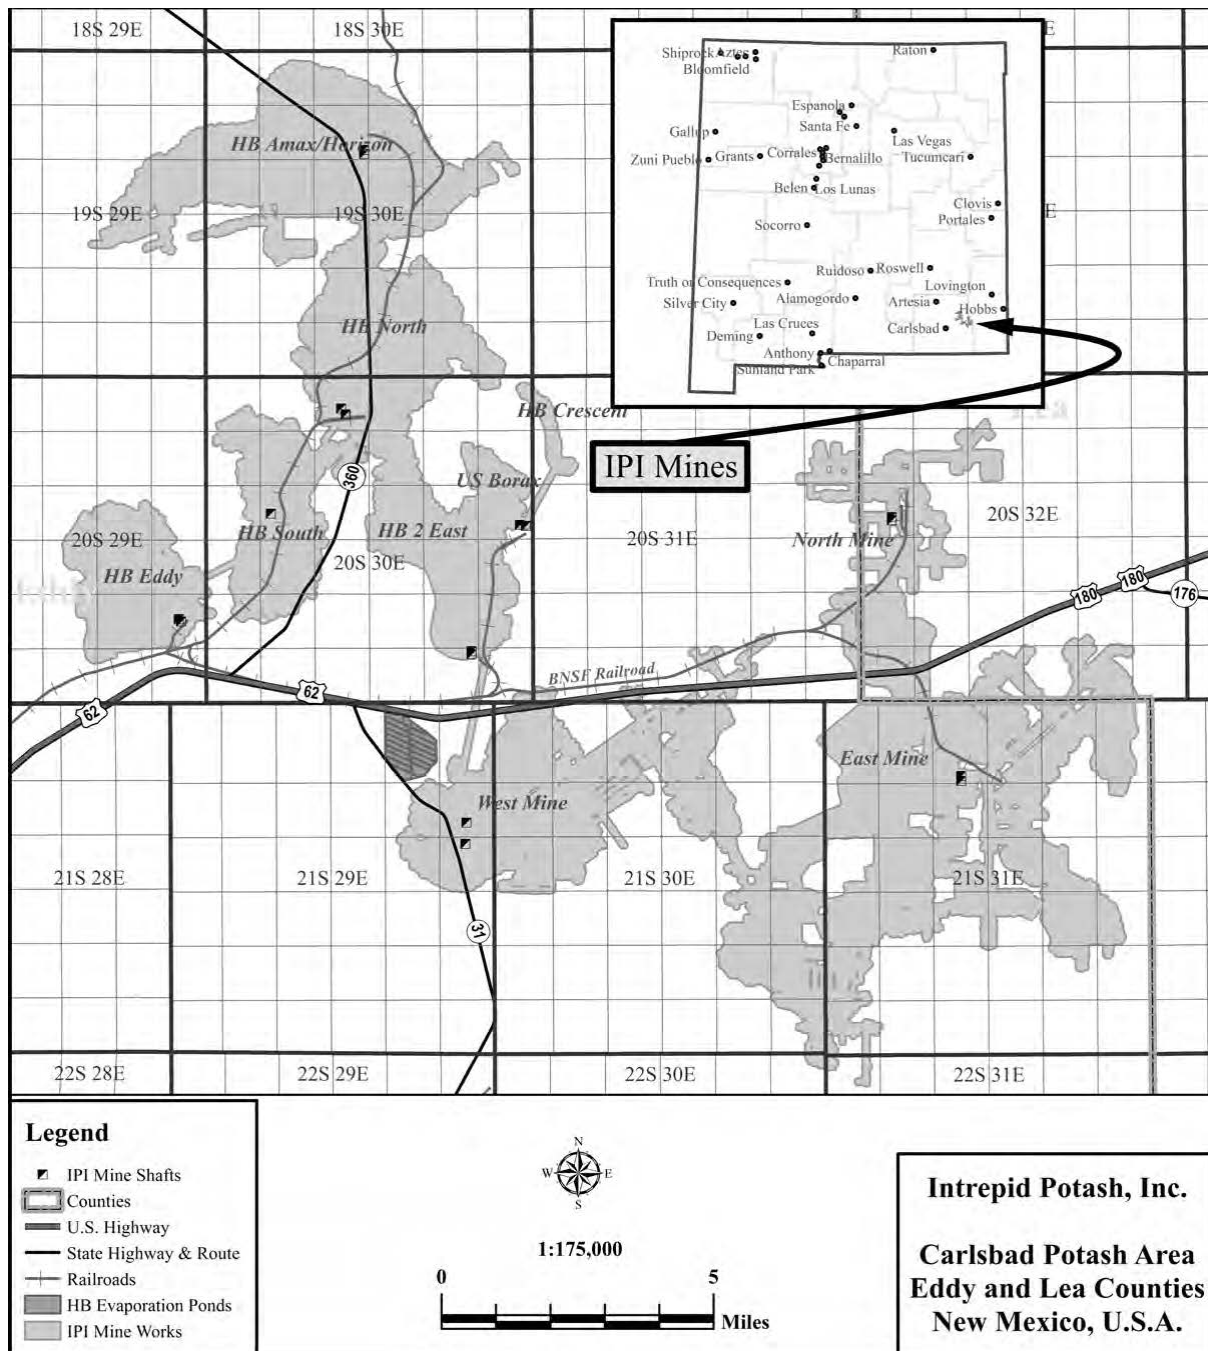 18S 29E
18S 30E
HB Amax/Horizon
19S 29E
19S 30E
HB North
HB Crescent
US Borax
HB 2 East
HB South
20S 29E
20S 30E
20S 31E
20S 32E
HB Eddy
North Mine
360
180
180
176
62
62
BNSF Railroad
East Mine
West Mine
21S 28E
21S 29E
21S 30E
21S 31E
31
22S 28E
22S 29E
22S 30E
22S 31E
Shiprock
Aztec
Bloomfield
Raton
Espanola
Santa Fe
Gallup
Las Vegas
Zuni Pueblo
Grants
Corrales
Bernalillo
Tucumcari
Belen
Los Lunas
Clovis
Portales
Socorro
Ruidoso
Roswell
Truth or Consequences
Lovington
Silver City
Alamogordo
Artesia
Hobbs
Las Cruces
Carlsbad
Deming
Anthony
Chaparral
Sunland Park
IPI Mines
Legend
IPI Mine Shafts
Counties
U.S. Highway
State Highway & Route
Railroads
HB Evaporation Ponds
IPI Mine Works
N
W
E
S
1:175,000
0
5
Miles
Intrepid Potash, Inc.
Carlsbad Potash Area
Eddy and Lea Counties
New Mexico, U.S.A.